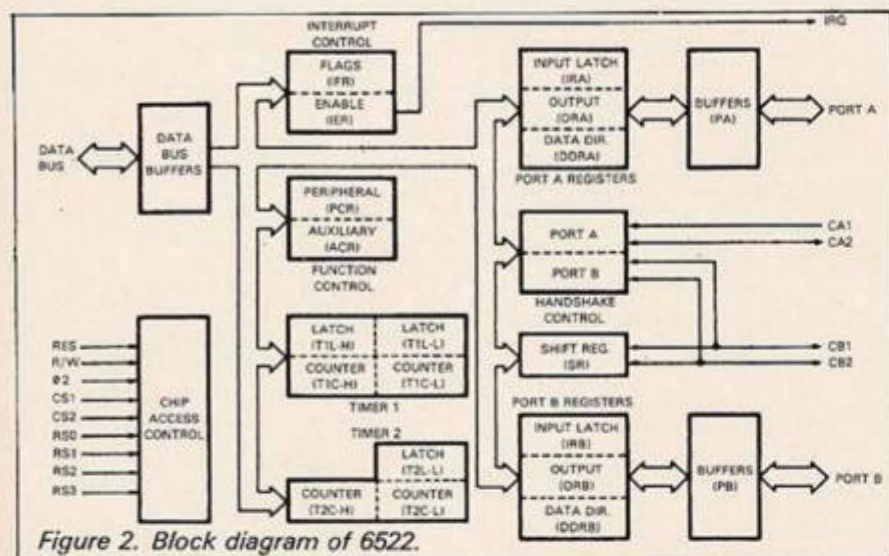 INTERRUPT
CONTROL
FLAGS
(IFR)
ENABLE
(IER)
IRQ
DATA
BUS
DATA
BUS
BUFFERS
PERIPHERAL
(PCR)
AUXILIARY
(ACR)
FUNCTION
CONTROL
LATCH
(T1L-H)
LATCH
(T1L-L)
COUNTER
(T1C-H)
COUNTER
(T1C-L)
TIMER 1
TIMER 2
LATCH
(T2L-L)
COUNTER
(T2C-H)
COUNTER
(T2C-L)
RES
R/W
Ø2
CS1
CS2
RS0
RS1
RS2
RS3
CHIP
ACCESS
CONTROL
INPUT LATCH
(IRA)
OUTPUT
(ORA)
DATA DIR.
(DDRA)
PORT A REGISTERS
BUFFERS
(PA)
PORT A
PORT A
PORT B
HANDSHAKE
CONTROL
CA1
CA2
SHIFT REG.
(SR)
CB1
CB2
PORT B REGISTERS
INPUT LATCH
(IRB)
OUTPUT
(ORB)
DATA DIR.
(DDRB)
BUFFERS
(PB)
PORT B
Figure 2. Block diagram of 6522.